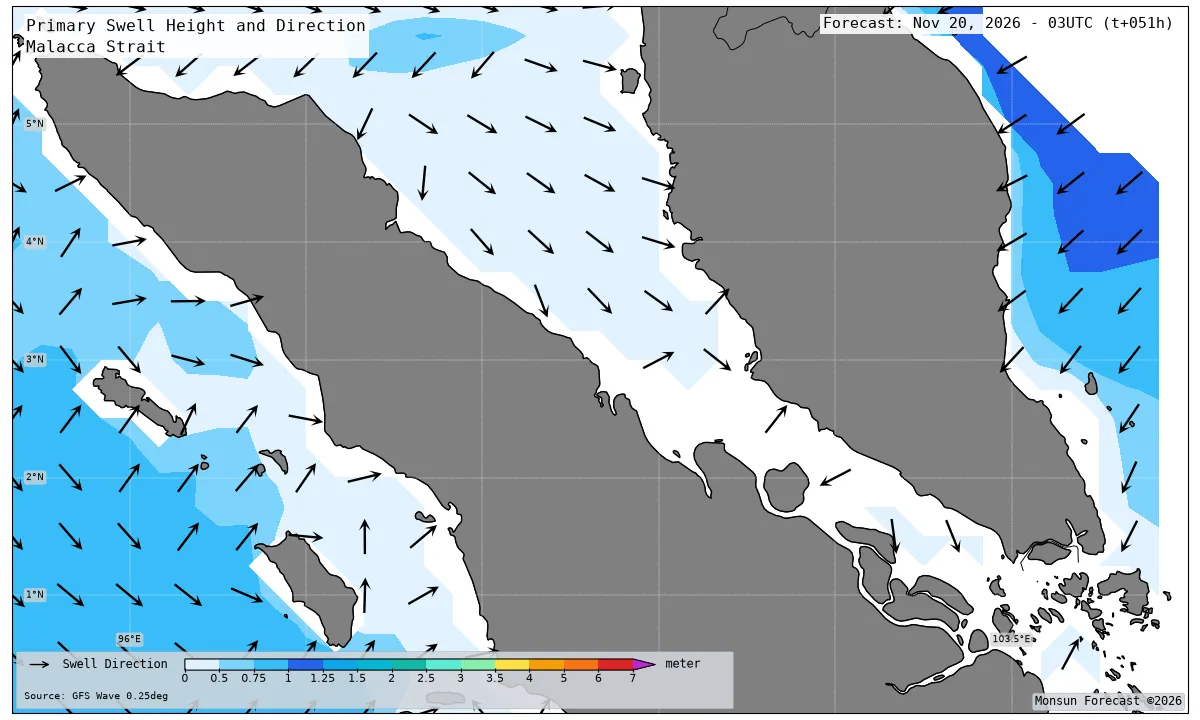 Primary Swell Height and Direction
Malacca Strait
Forecast: Nov 20, 2026 - 03UTC (t+051h)
5°N
4°N
3°N
2°N
1°N
96°E
103.5°E
Swell Direction
meter
0 0.5 0.75 1 1.25 1.5 2 2.5 3 3.5 4 5 6 7
Source: GFS Wave 0.25deg
Monsun Forecast ©2026